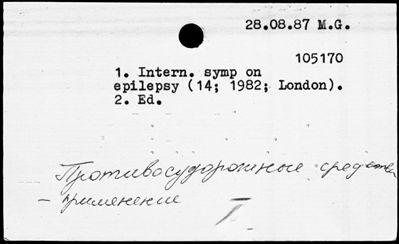 28.08.87 M.G.
105170
1. Intern. symp on
epilepsy (14; 1982; London).
2. Ed.
Противосудорожные средства
– применение
Т.